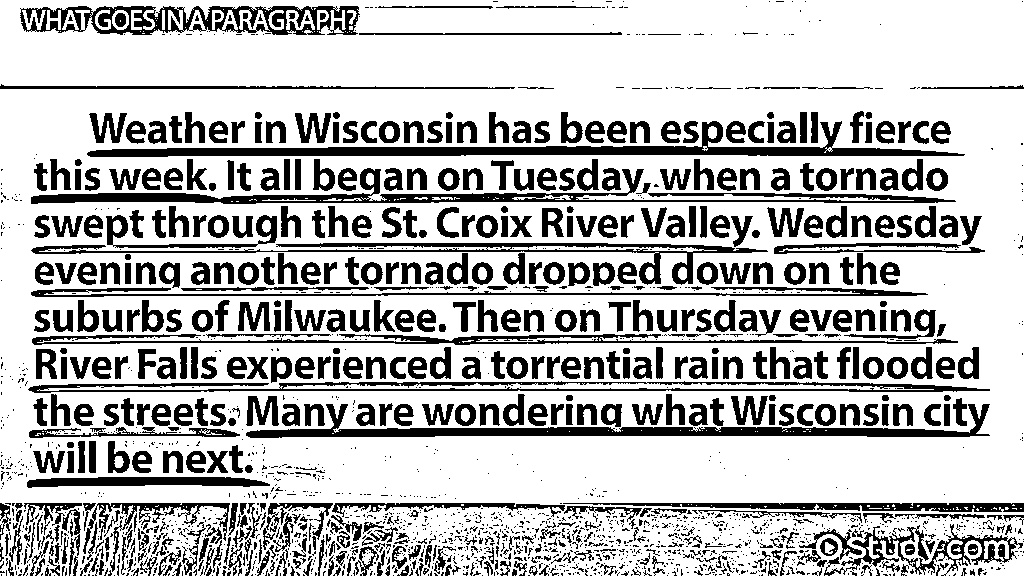 WHAT GOES IN A PARAGRAPH?
Weather in Wisconsin has been especially fierce
this week. It all began on Tuesday, when a tornado
swept through the St. Croix River Valley. Wednesday
evening another tornado dropped down on the
suburbs of Milwaukee. Then on Thursday evening,
River Falls experienced a torrential rain that flooded
the streets. Many are wondering what Wisconsin city
will be next.
Study.com